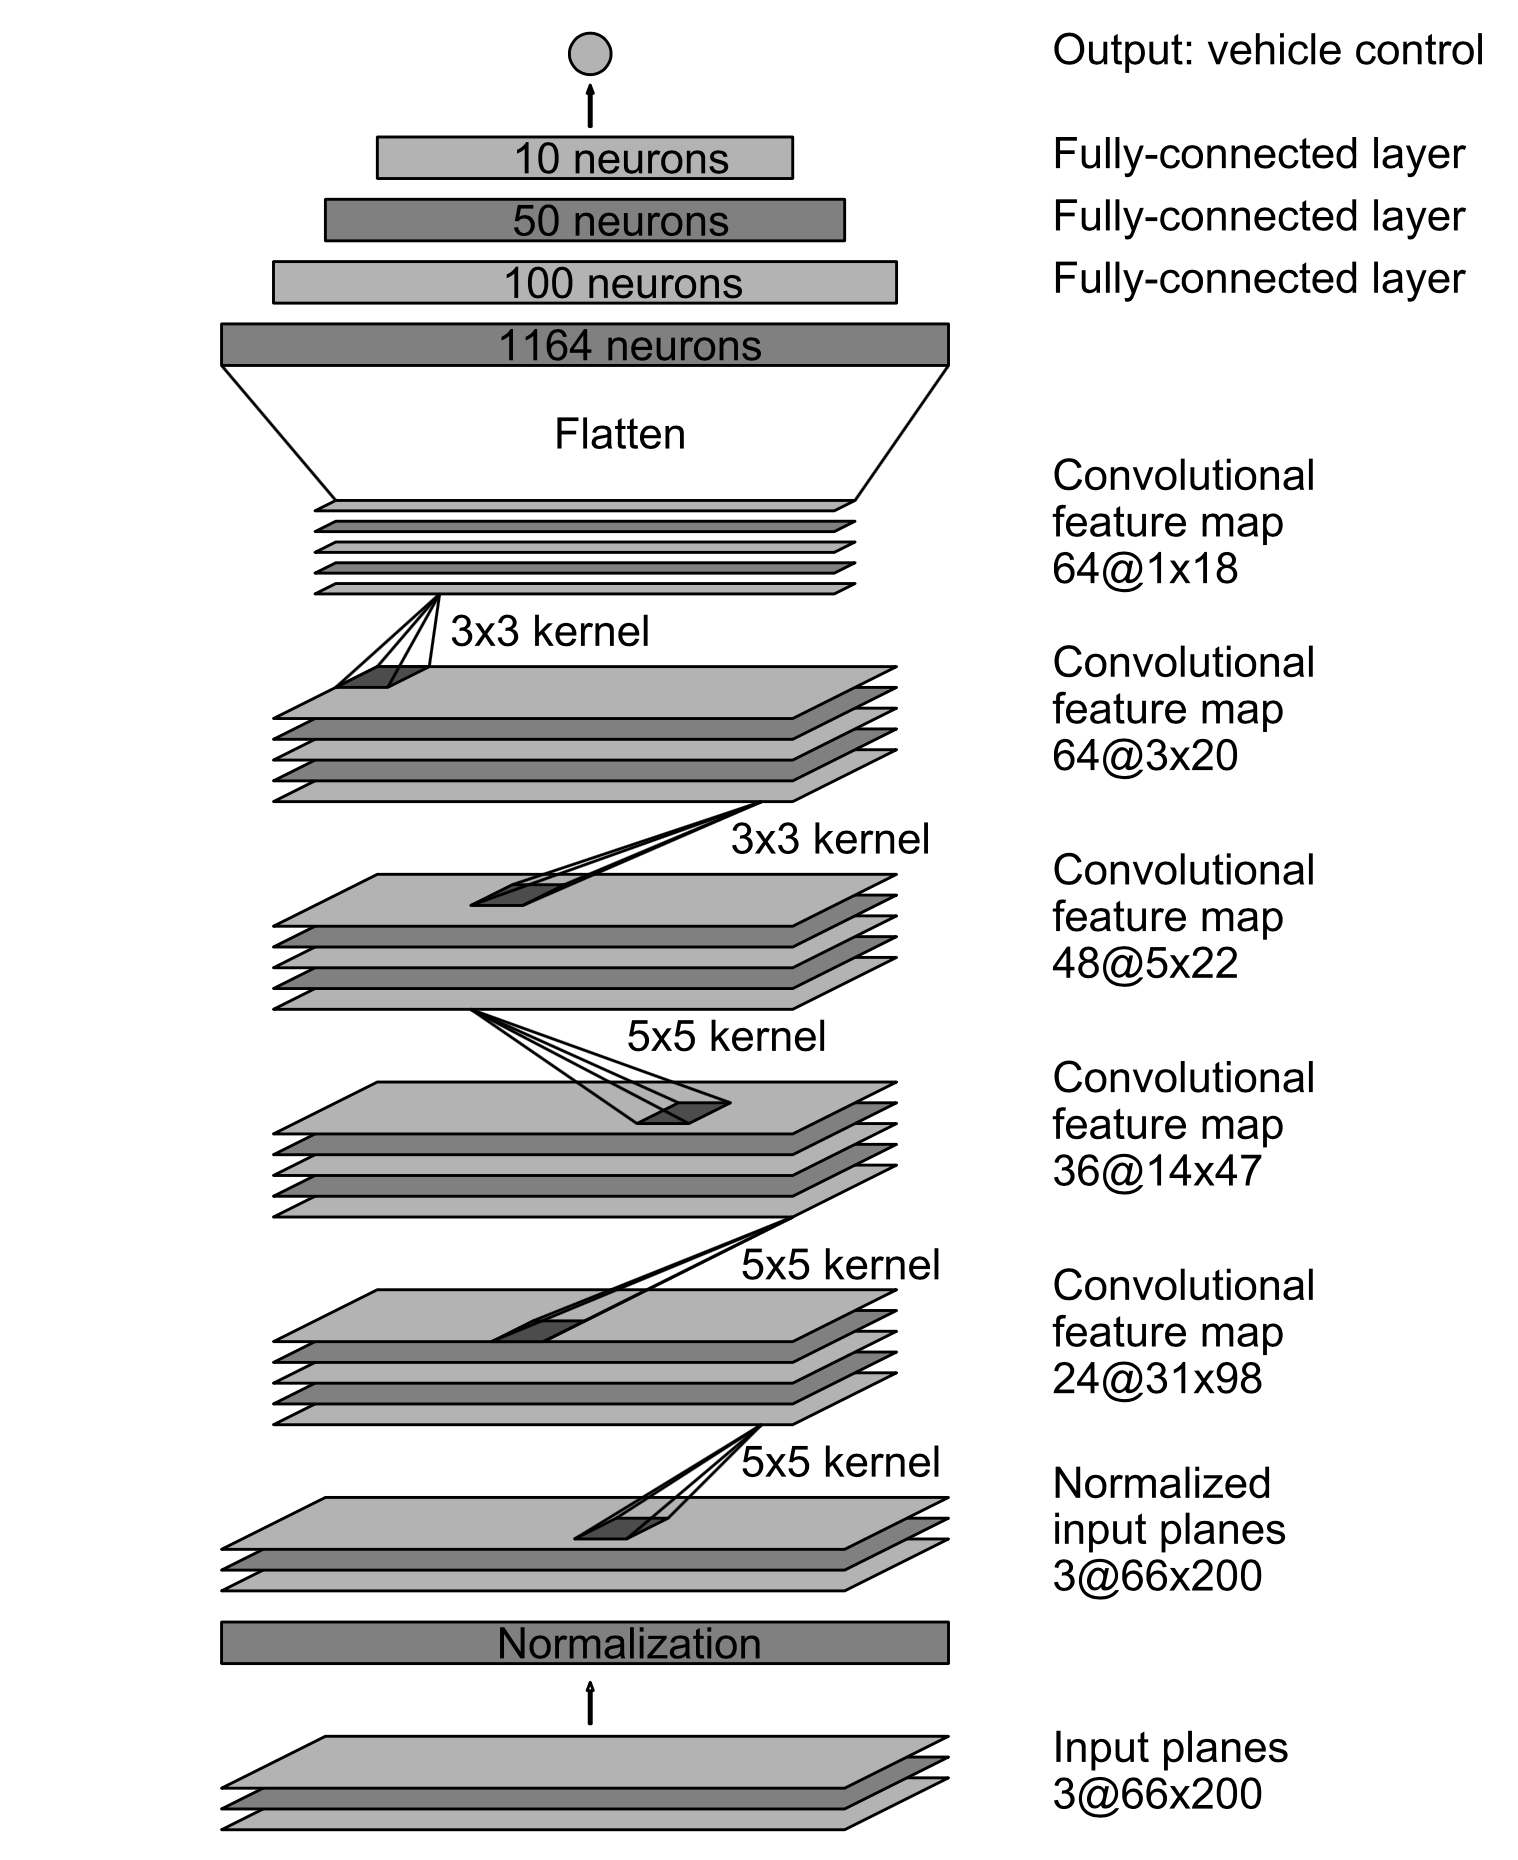 Output: vehicle control
10 neurons
Fully-connected layer
50 neurons
Fully-connected layer
100 neurons
Fully-connected layer
1164 neurons
Flatten
Convolutional
feature map
64@1x18
3x3 kernel
Convolutional
feature map
64@3x20
3x3 kernel
Convolutional
feature map
48@5x22
5x5 kernel
Convolutional
feature map
36@14x47
5x5 kernel
Convolutional
feature map
24@31x98
5x5 kernel
Normalized
input planes
3@66x200
Normalization
Input planes
3@66x200